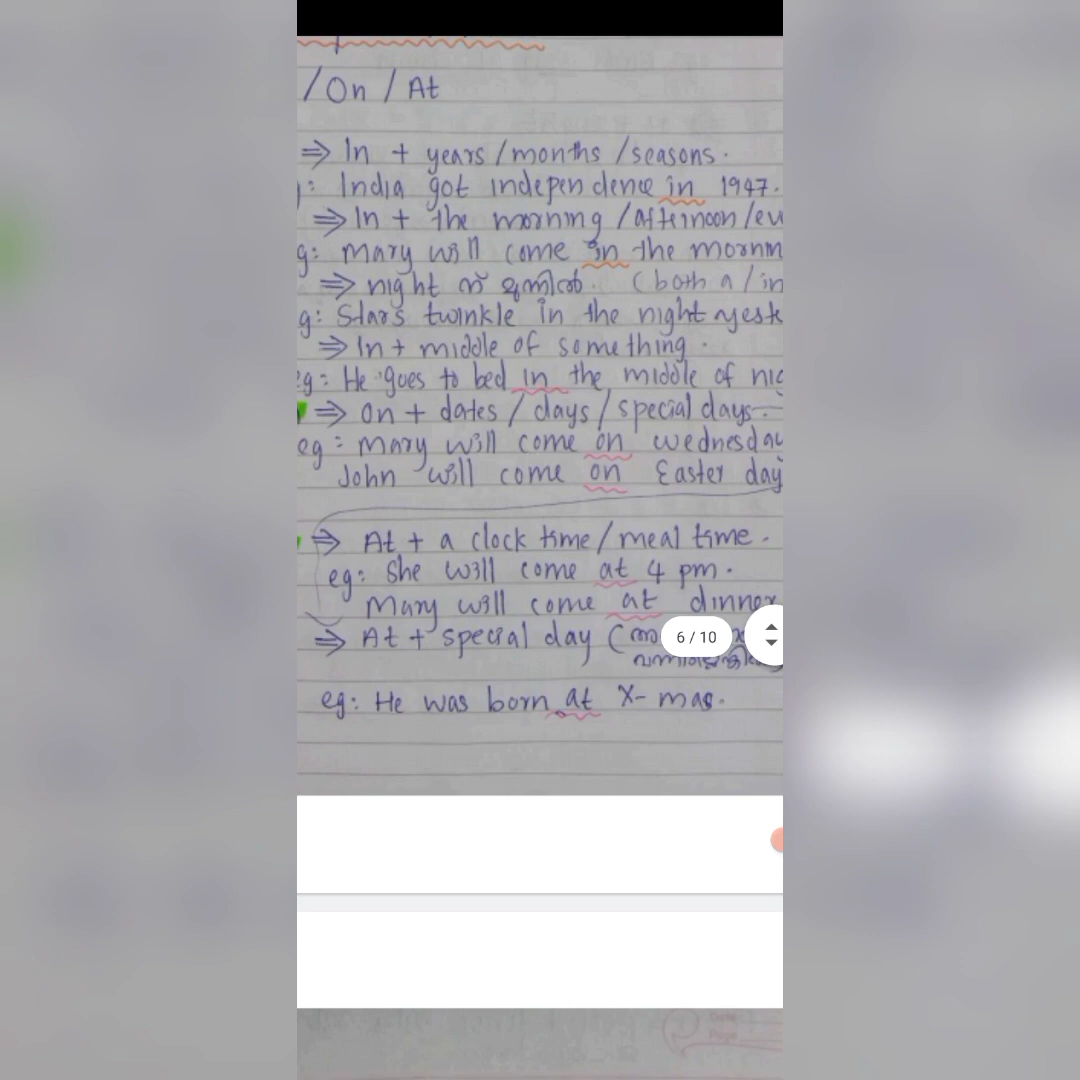 / On / At
⇒ In + years / months / seasons.
: India got independence in 1947.
⇒ In + the morning / afternoon / ev
g: Mary will come in the mornin
⇒ night ന് മുന്നിൽ. (both a / in
g: Stars twinkle in the night yest
⇒ In + middle of something.
eg: He goes to bed in the middle of nig
⇒ On + dates / days / special days.
eg: Mary will come on wednesday
John will come on Easter day
⇒ At + a clock time / meal time.
eg: She will come at 4 pm.
Mary will come at dinner
⇒ At + special day (
6 / 10
eg: He was born at X-mas.